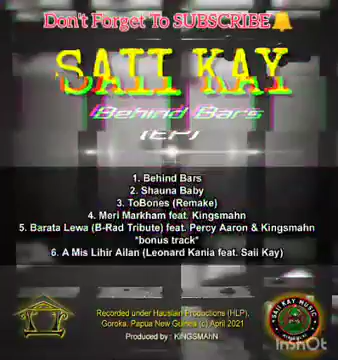 Don't Forget To SUBSCRIBE🔔
SAII KAY
Behind Bars
(EP)
1. Behind Bars
2. Shauna Baby
3. ToBones (Remake)
4. Meri Markham feat. Kingsmahn
5. Barata Lewa (B-Rad Tribute) feat. Percy Aaron & Kingsmahn
*bonus track*
6. A Mis Lihir Ailan (Leonard Kania feat. Saii Kay)
Recorded under Hauslain Productions (HLP),
Goroka, Papua New Guinea (c) April 2021
Produced by : KINGSMAHN
SAII KAY MUSIC
InShOt